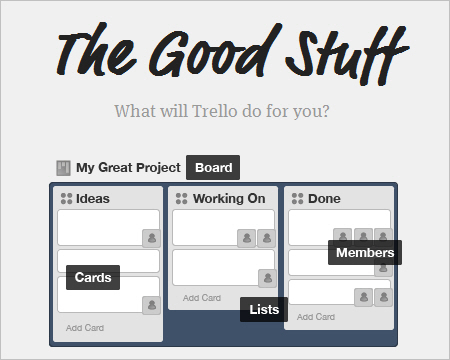 The Good Stuff
What will Trello do for you?
My Great Project Board
Ideas Working On Done
Members
Cards
Add Card Lists
Add Card
Add Card